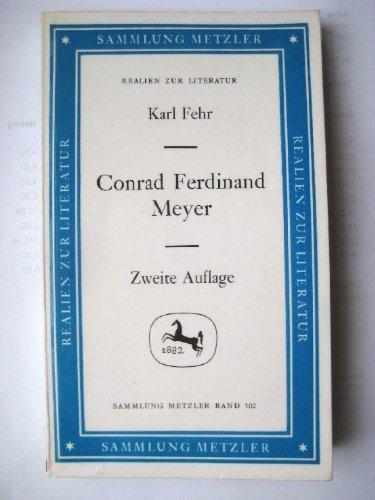 SAMMLUNG METZLER
REALIEN ZUR LITERATUR
Karl Fehr
Conrad Ferdinand
Meyer
Zweite Auflage
1682
SAMMLUNG METZLER BAND 102
SAMMLUNG METZLER
REALIEN ZUR LITERATUR
REALIEN ZUR LITERATUR